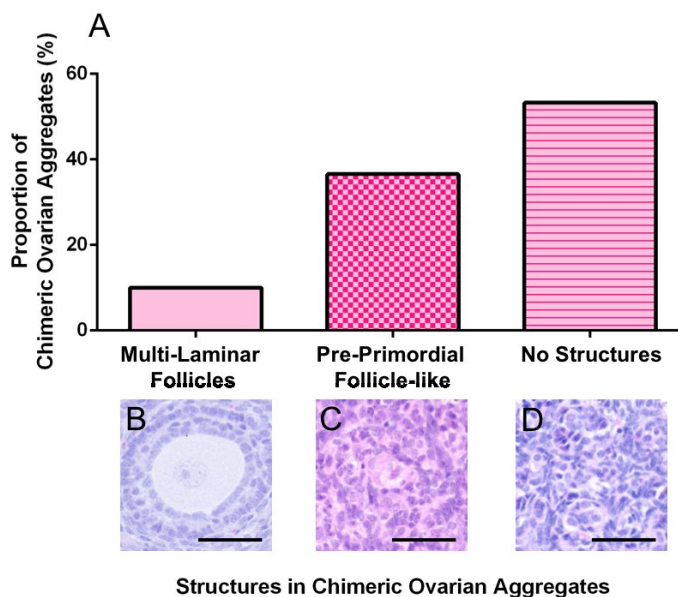 A
Proportion of
Chimeric Ovarian Aggregates (%)
60
40
20
0
Multi-Laminar
Follicles
Pre-Primordial
Follicle-like
No Structures
B
C
D
Structures in Chimeric Ovarian Aggregates